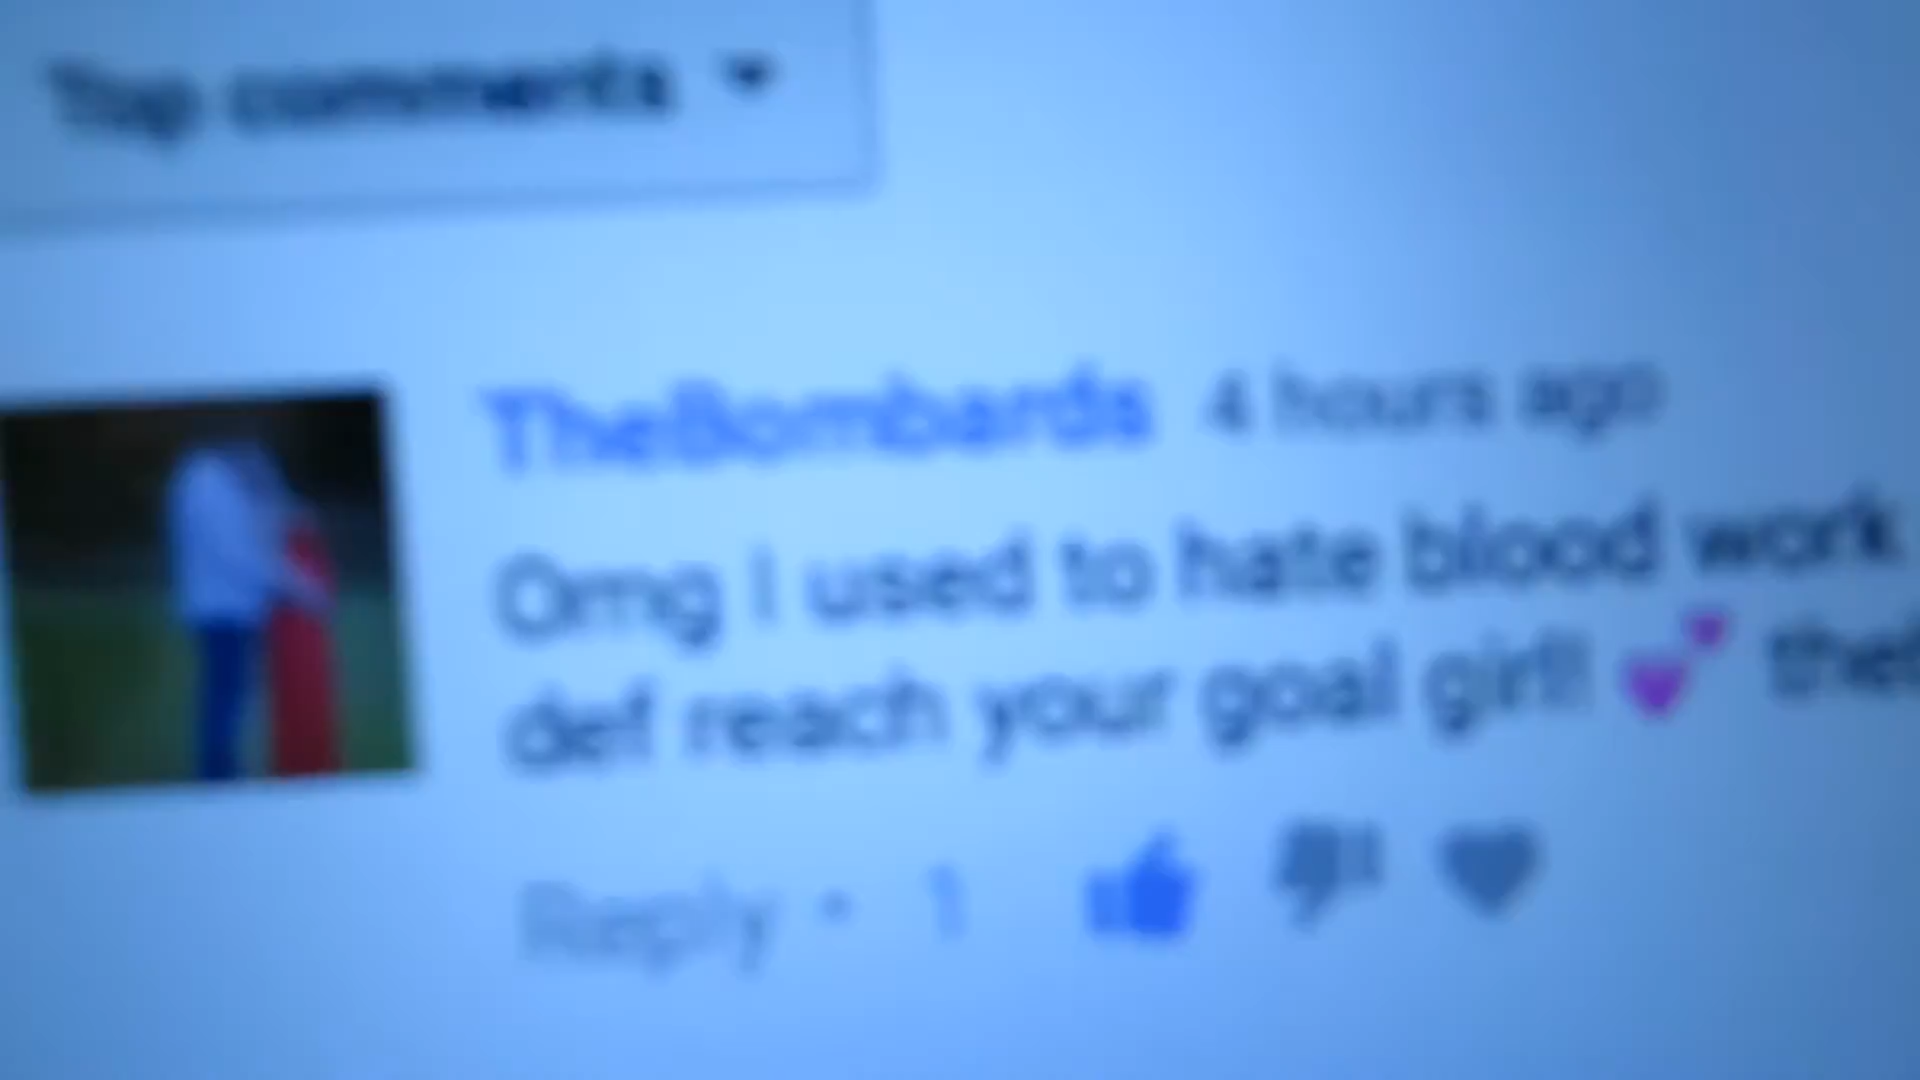 Top comments
TheBombards 4 hours ago
Omg I used to hate blood work.
def reach your goal girl! 💕
Reply • 1